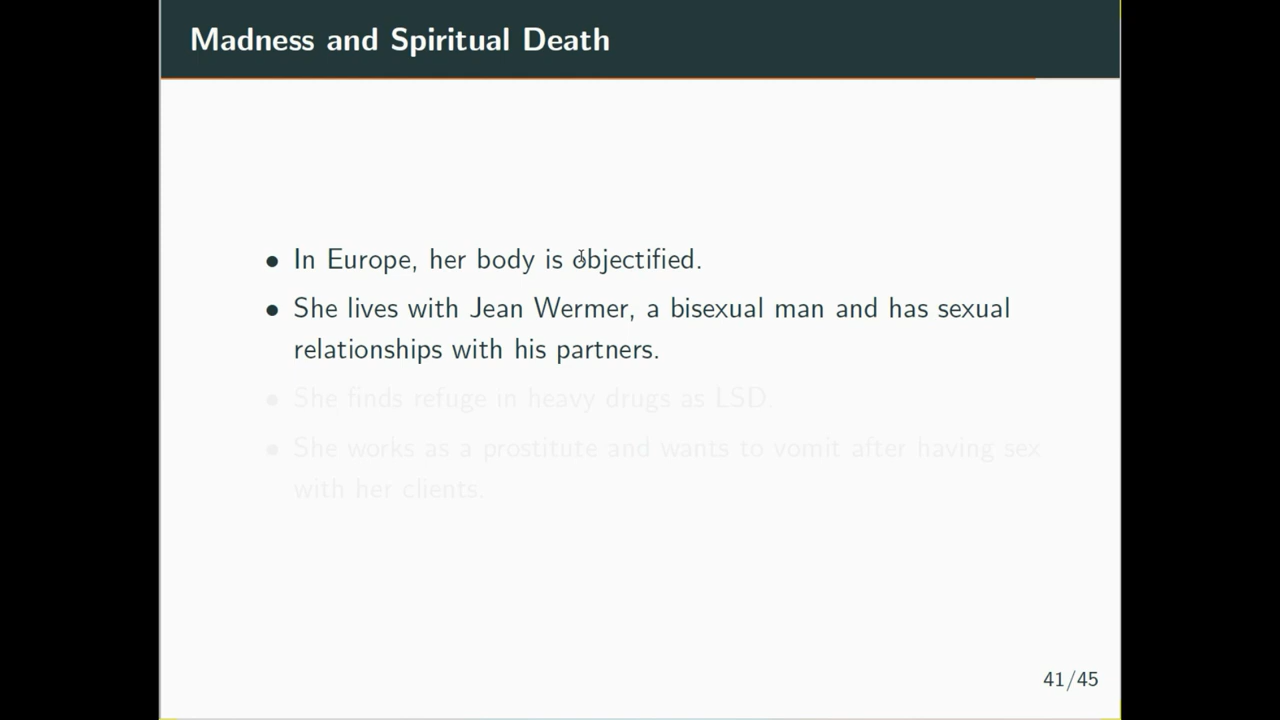 Madness and Spiritual Death
• In Europe, her body is objectified.
• She lives with Jean Wermer, a bisexual man and has sexual
relationships with his partners.
• She finds refuge in heavy drugs as LSD.
• She works as a prostitute and wants to vomit after having sex
with her clients.
41/45